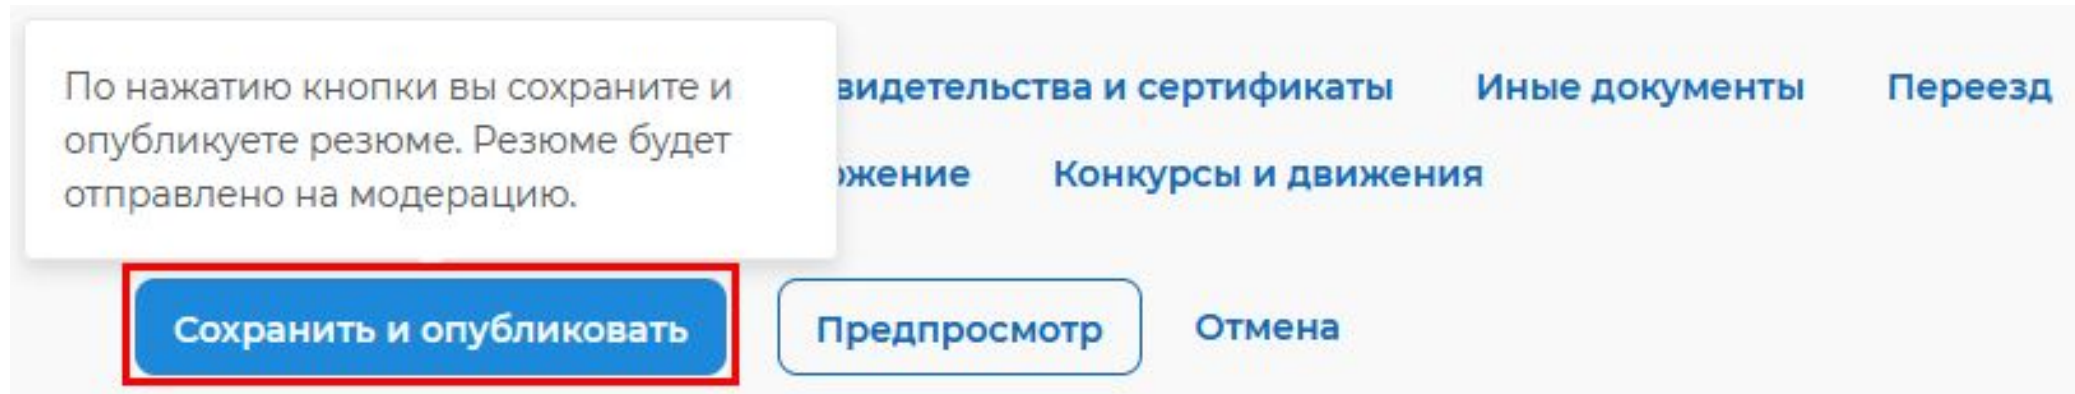 По нажатию кнопки вы сохраните и
опубликуете резюме. Резюме будет
отправлено на модерацию.
видетельства и сертификаты Иные документы Переезд
жение Конкурсы и движения
Сохранить и опубликовать Предпросмотр Отмена